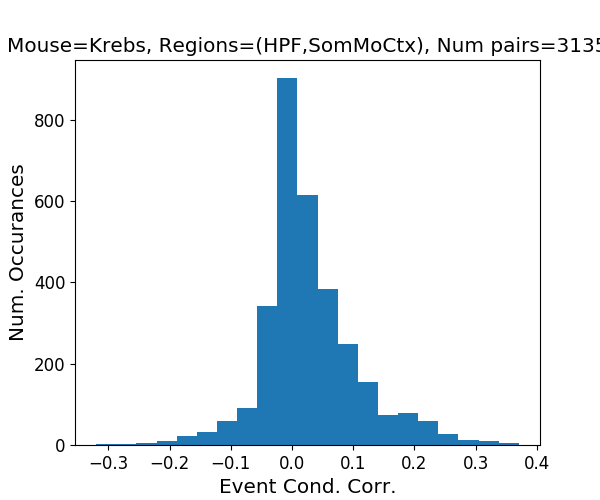 Mouse=Krebs, Regions=(HPF,SomMoCtx), Num pairs=3135
Num. Occurances
800
600
400
200
0
−0.3 −0.2 −0.1 0.0 0.1 0.2 0.3 0.4
Event Cond. Corr.